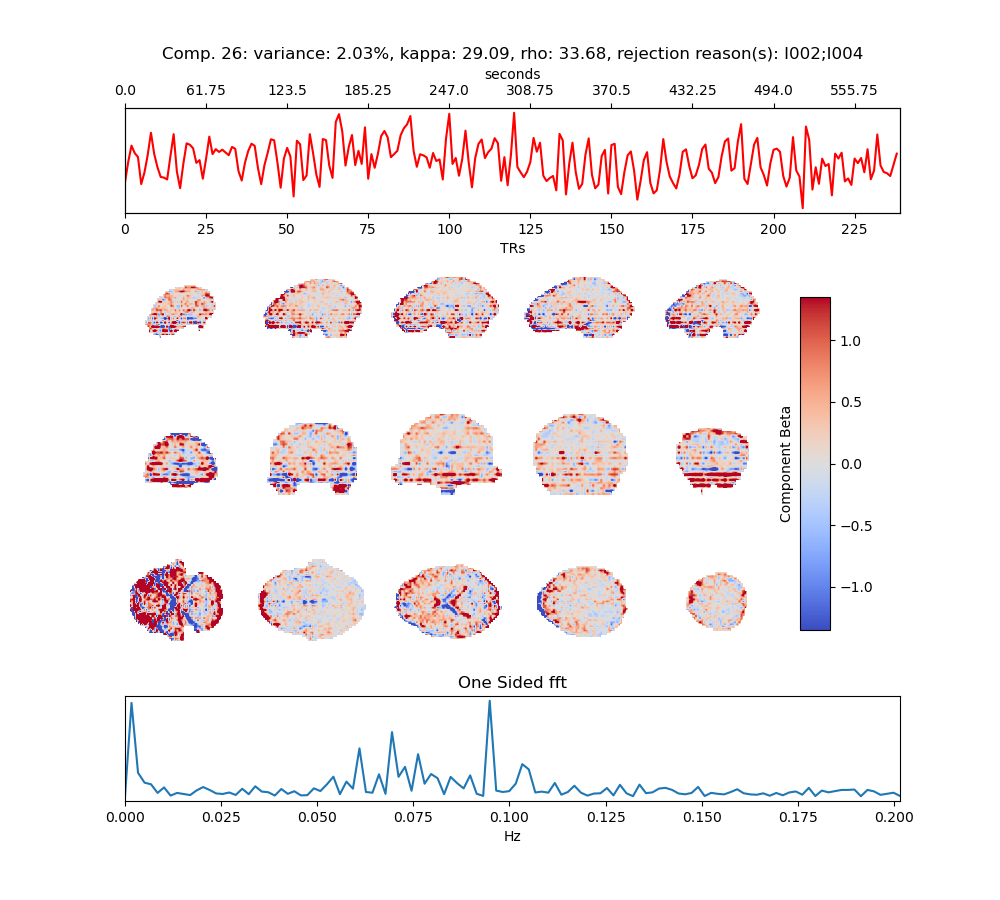 Comp. 26: variance: 2.03%, kappa: 29.09, rho: 33.68, rejection reason(s): I002;I004
seconds
0.0 61.75 123.5 185.25 247.0 308.75 370.5 432.25 494.0 555.75
0 25 50 75 100 125 150 175 200 225
TRs
1.0
0.5
0.0
−0.5
−1.0
Component Beta
One Sided fft
0.000 0.025 0.050 0.075 0.100 0.125 0.150 0.175 0.200
Hz